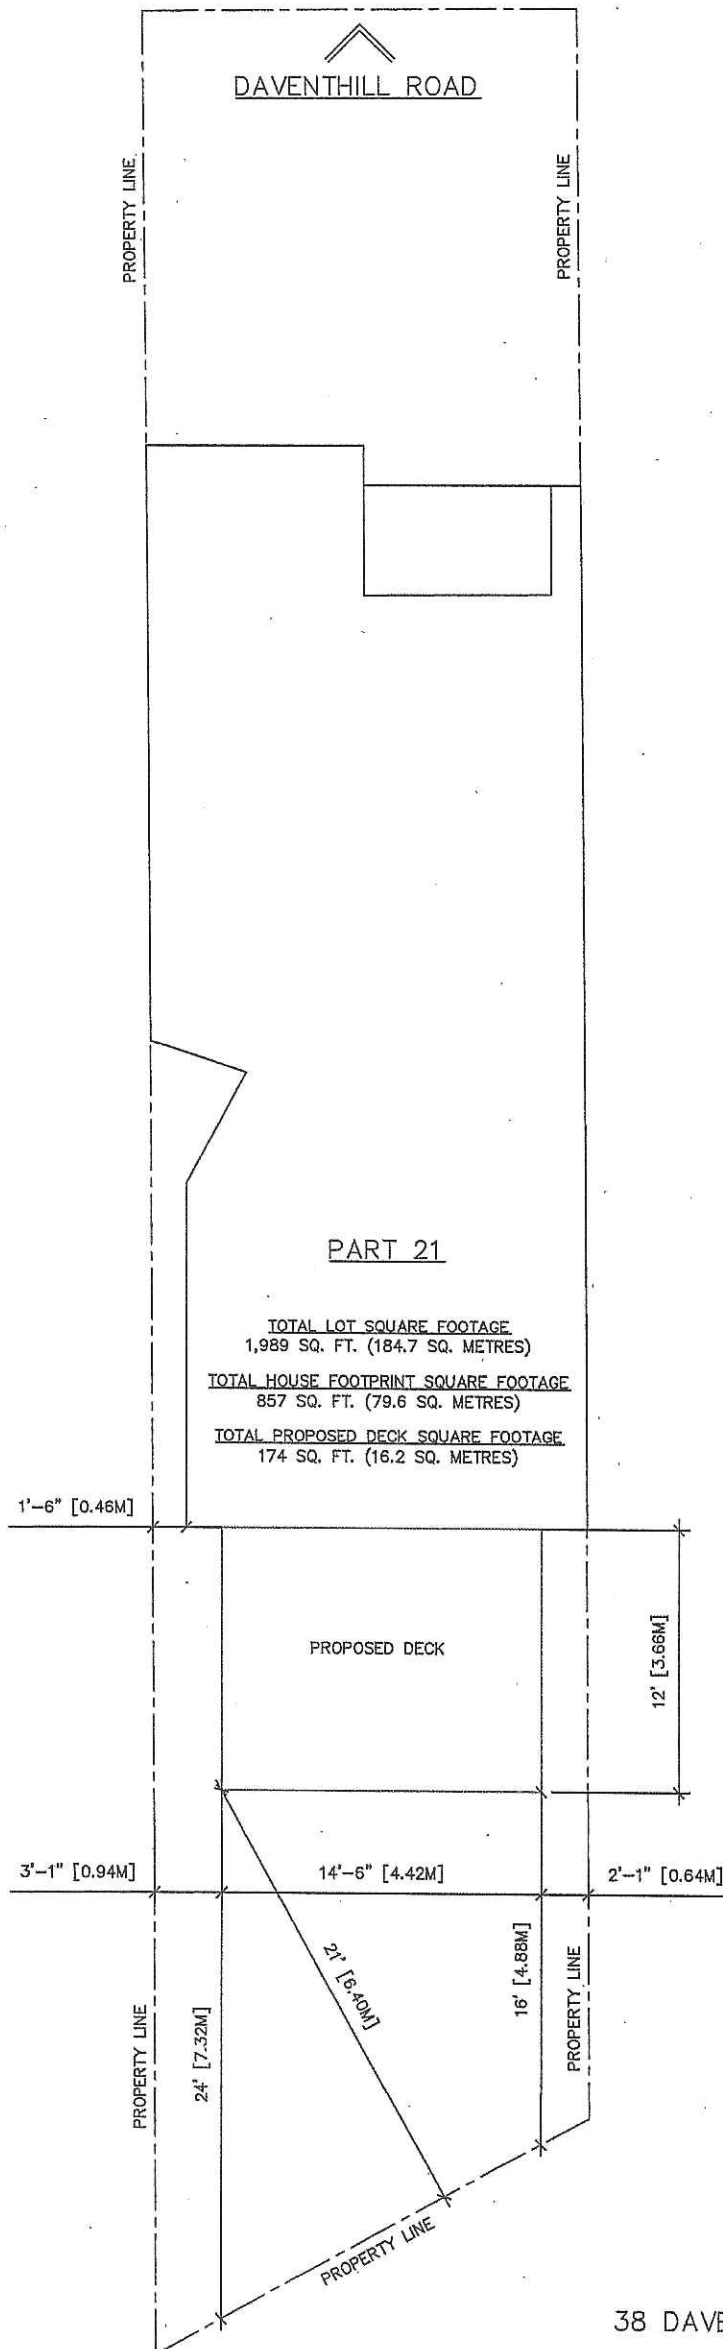 DAVENTHILL ROAD
PROPERTY LINE
PROPERTY LINE
PART 21
TOTAL LOT SQUARE FOOTAGE
1,989 SQ. FT. (184.7 SQ. METRES)
TOTAL HOUSE FOOTPRINT SQUARE FOOTAGE
857 SQ. FT. (79.6 SQ. METRES)
TOTAL PROPOSED DECK SQUARE FOOTAGE
174 SQ. FT. (16.2 SQ. METRES)
1'-6" [0.46M]
PROPOSED DECK
12' [3.66M]
3'-1" [0.94M]
14'-6" [4.42M]
2'-1" [0.64M]
21' [6.40M]
16' [4.88M]
PROPERTY LINE
PROPERTY LINE
24' [7.32M]
PROPERTY LINE
38 DAVE